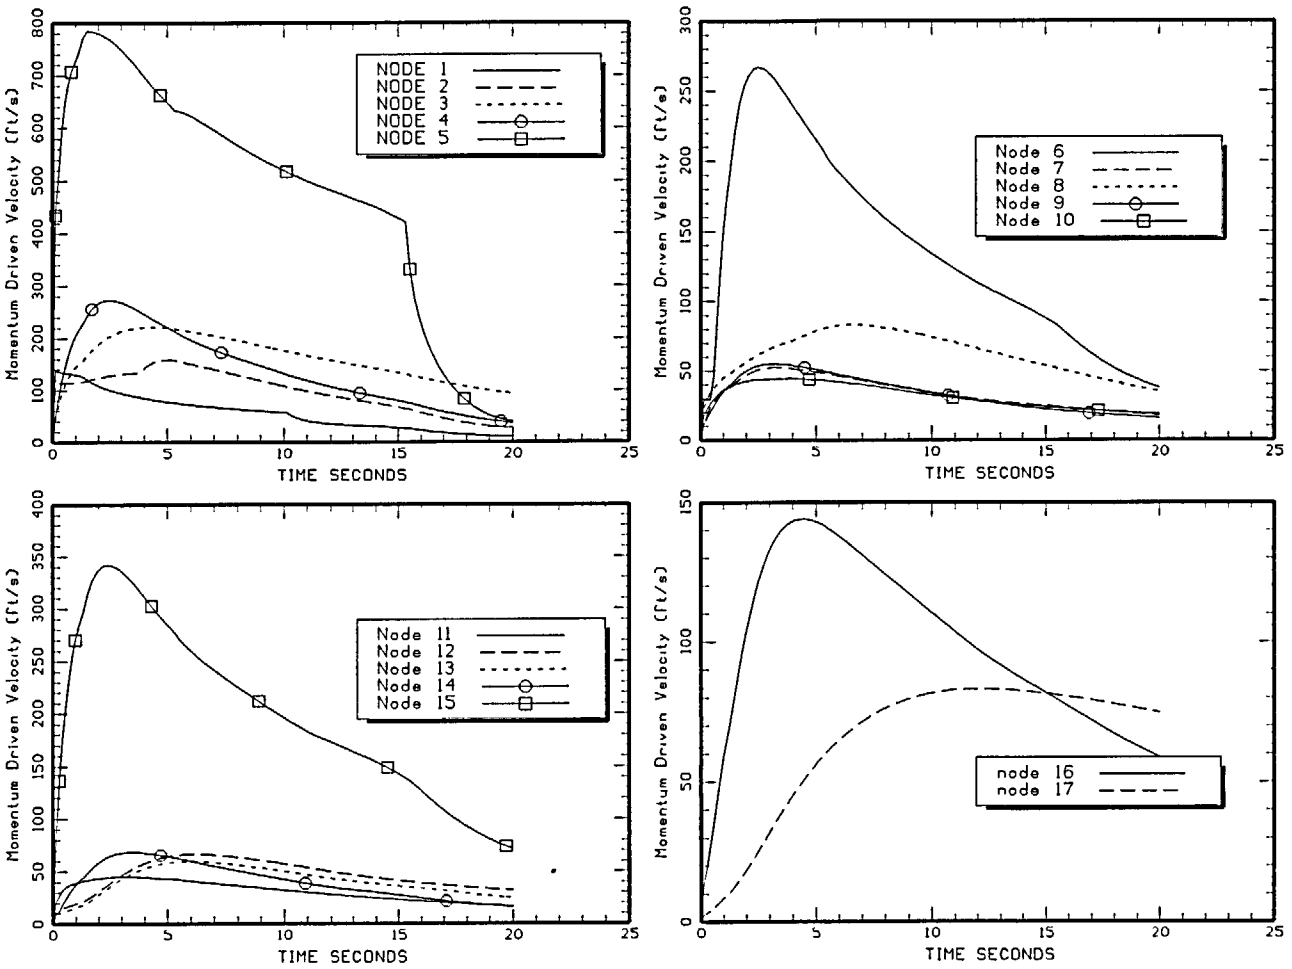 800
700
600
500
400
300
200
100
0
Momentum Driven Velocity (ft/s)
NODE 1
NODE 2
NODE 3
NODE 4
NODE 5
0 5 10 15 20 25
TIME SECONDS
300
250
200
150
100
50
0
Momentum Driven Velocity (ft/s)
Node 6
Node 7
Node 8
Node 9
Node 10
0 5 10 15 20 25
TIME SECONDS
400
350
300
250
200
150
100
50
0
Momentum Driven Velocity (ft/s)
Node 11
Node 12
Node 13
Node 14
Node 15
0 5 10 15 20 25
TIME SECONDS
150
100
50
0
Momentum Driven Velocity (ft/s)
node 16
node 17
0 5 10 15 20 25
TIME SECONDS